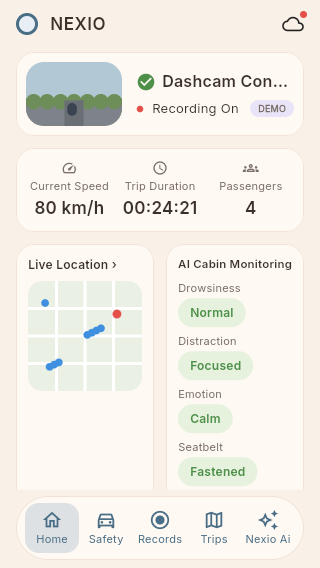 NEXIO
Dashcam Con...
Recording On
DEMO
Current Speed
Trip Duration
Passengers
80 km/h
00:24:21
4
Live Location ›
AI Cabin Monitoring
Drowsiness
Normal
Distraction
Focused
Emotion
Calm
Seatbelt
Fastened
Home
Safety
Records
Trips
Nexio Ai